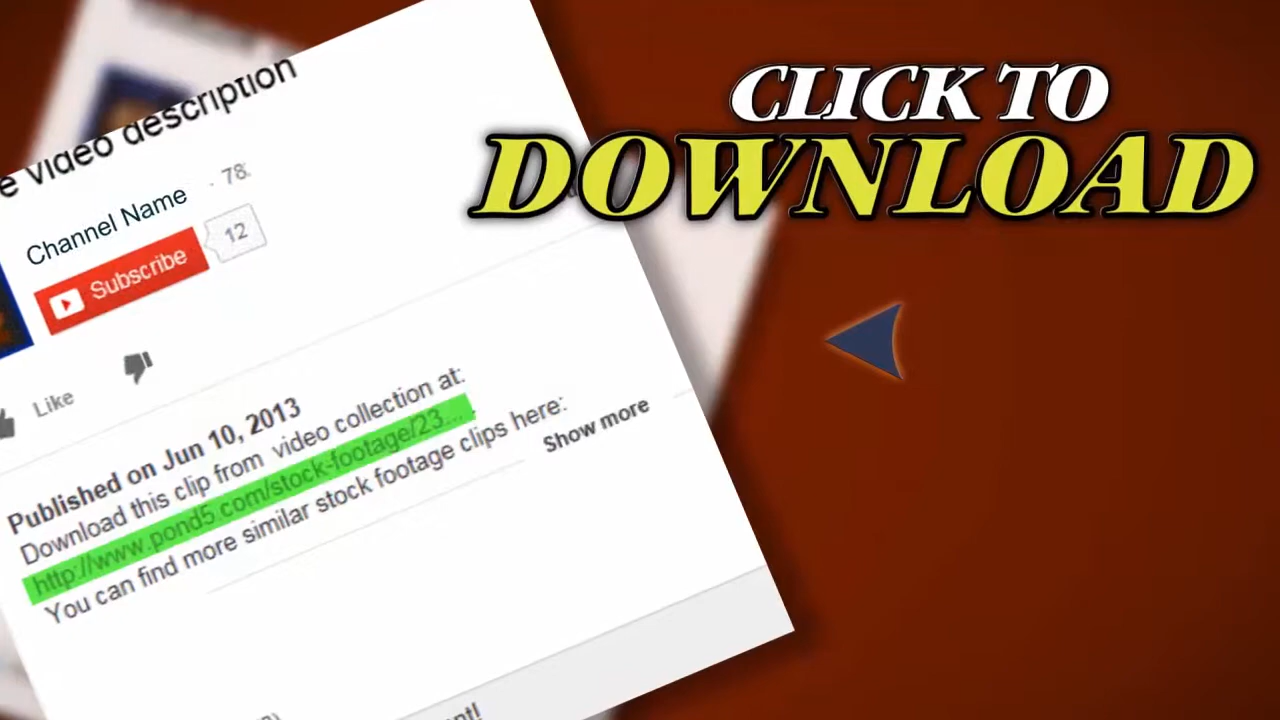 CLICK TO
DOWNLOAD
e video description
Channel Name
78
Subscribe
12
Like
Published on Jun 10, 2013
Download this clip from video collection at:
http://www.pond5.com/stock-footage/23...
You can find more similar stock footage clips here:
Show more